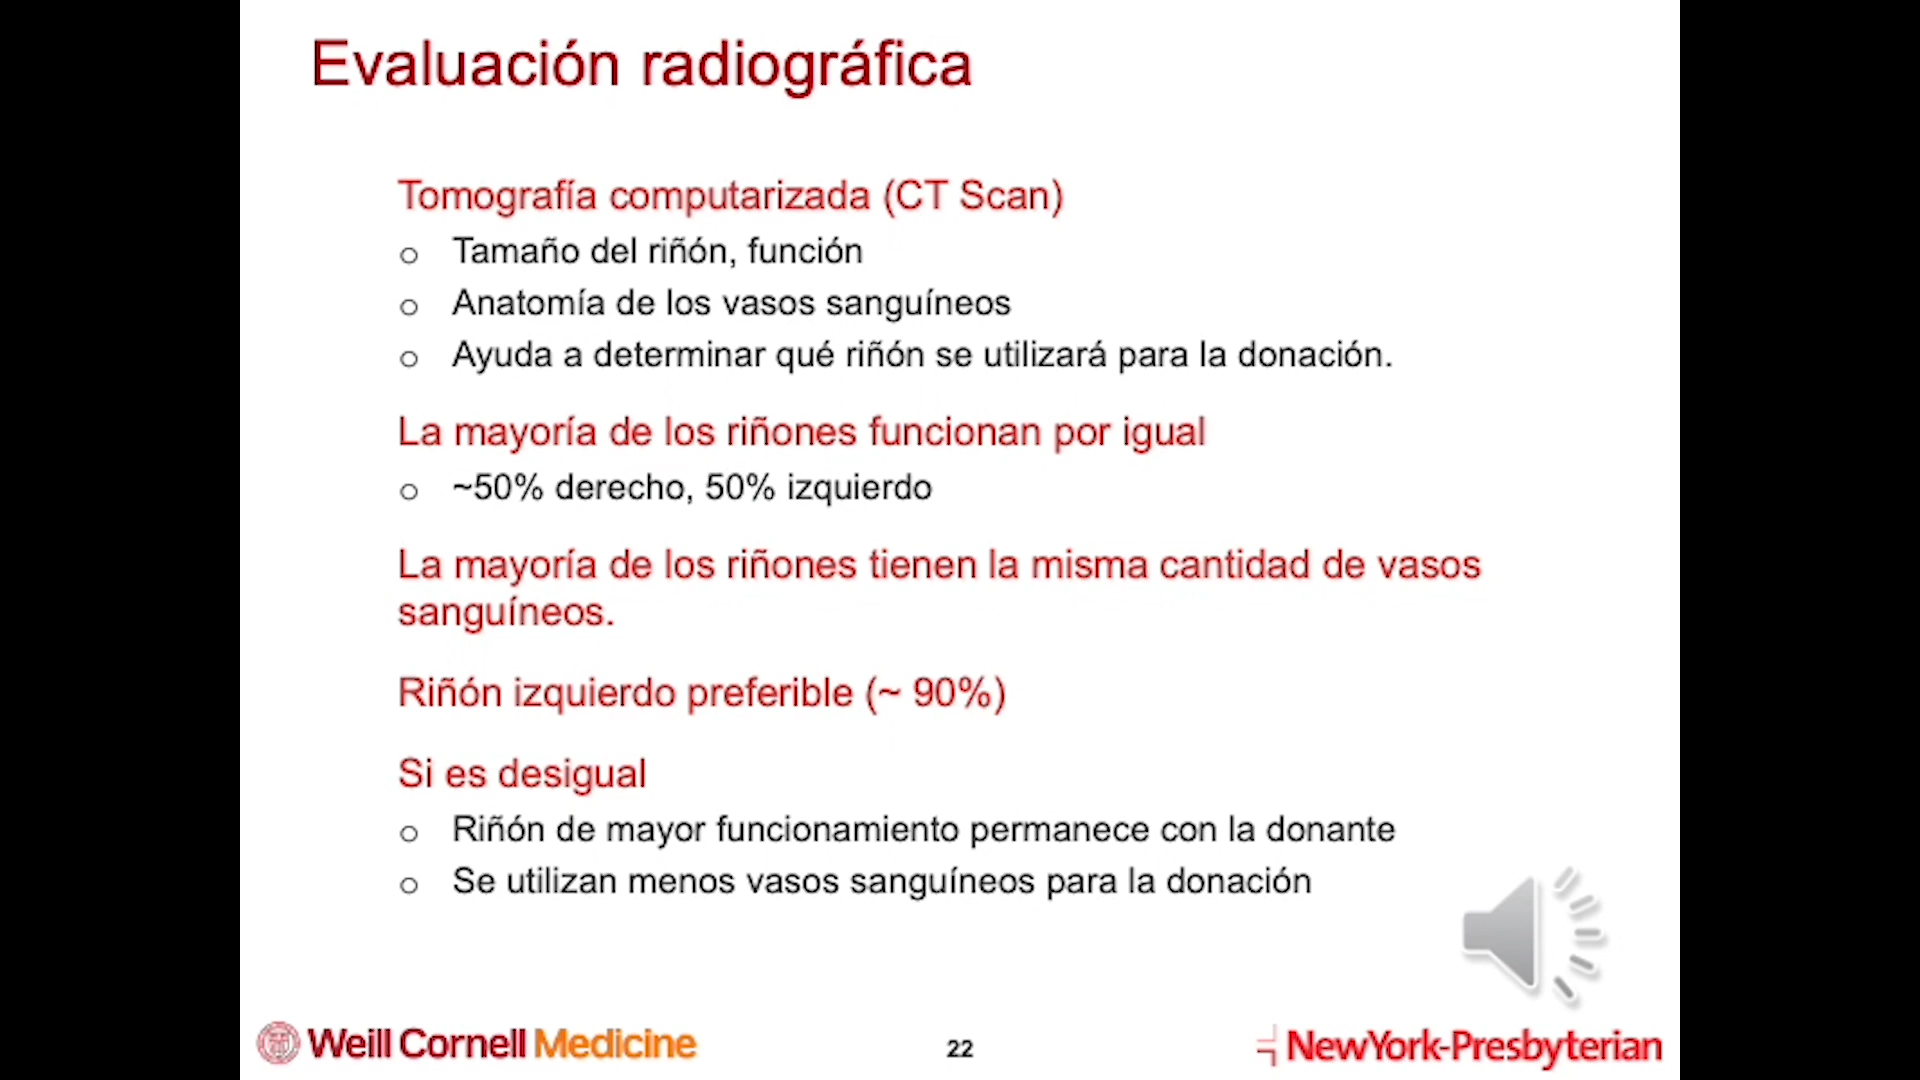 Evaluación radiográfica
Tomografía computarizada (CT Scan)
o Tamaño del riñón, función
o Anatomía de los vasos sanguíneos
o Ayuda a determinar qué riñón se utilizará para la donación.
La mayoría de los riñones funcionan por igual
o ~50% derecho, 50% izquierdo
La mayoría de los riñones tienen la misma cantidad de vasos
sanguíneos.
Riñón izquierdo preferible (~ 90%)
Si es desigual
o Riñón de mayor funcionamiento permanece con la donante
o Se utilizan menos vasos sanguíneos para la donación
Weill Cornell Medicine
22
NewYork-Presbyterian